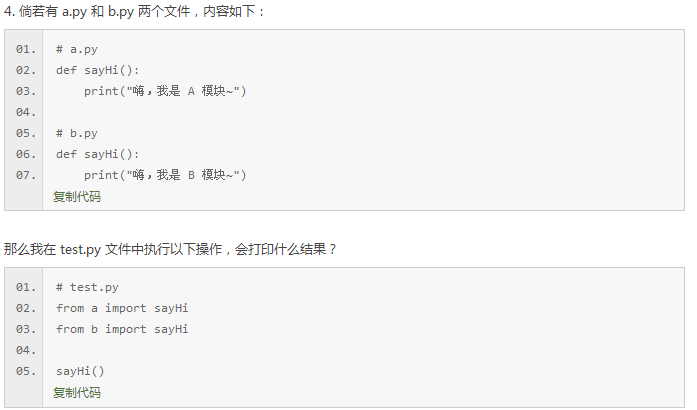 4. 倘若有 a.py 和 b.py 两个文件，内容如下：
01. # a.py
02. def sayHi():
03.     print("嗨，我是 A 模块~")
04.
05. # b.py
06. def sayHi():
07.     print("嗨，我是 B 模块~")
复制代码
那么我在 test.py 文件中执行以下操作，会打印什么结果？
01. # test.py
02. from a import sayHi
03. from b import sayHi
04.
05. sayHi()
复制代码